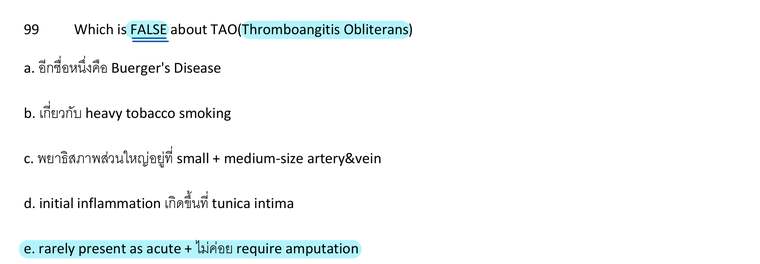 99 Which is FALSE about TAO(Thromboangitis Obliterans)
a. อีกชื่อหนึ่งคือ Buerger's Disease
b. เกี่ยวกับ heavy tobacco smoking
c. พยาธิสภาพส่วนใหญ่อยู่ที่ small + medium-size artery&vein
d. initial inflammation เกิดขึ้นที่ tunica intima
e. rarely present as acute + ไม่ค่อย require amputation